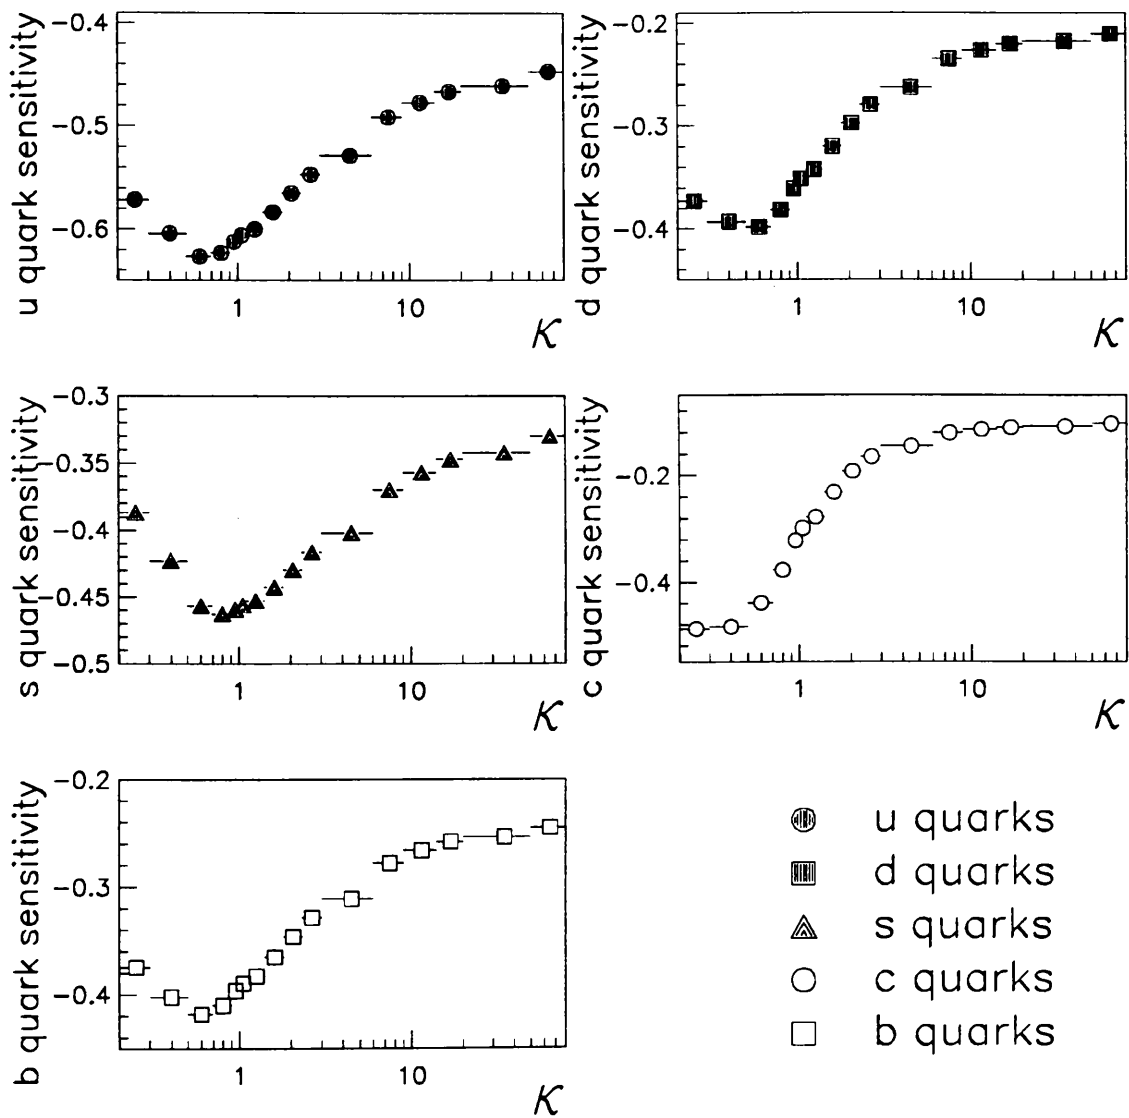 u quark sensitivity
−0.4
−0.5
−0.6
1
10
κ
d quark sensitivity
−0.2
−0.3
−0.4
1
10
κ
s quark sensitivity
−0.3
−0.35
−0.4
−0.45
−0.5
1
10
κ
c quark sensitivity
−0.2
−0.4
1
10
κ
b quark sensitivity
−0.2
−0.3
−0.4
1
10
κ
u quarks
d quarks
s quarks
c quarks
b quarks